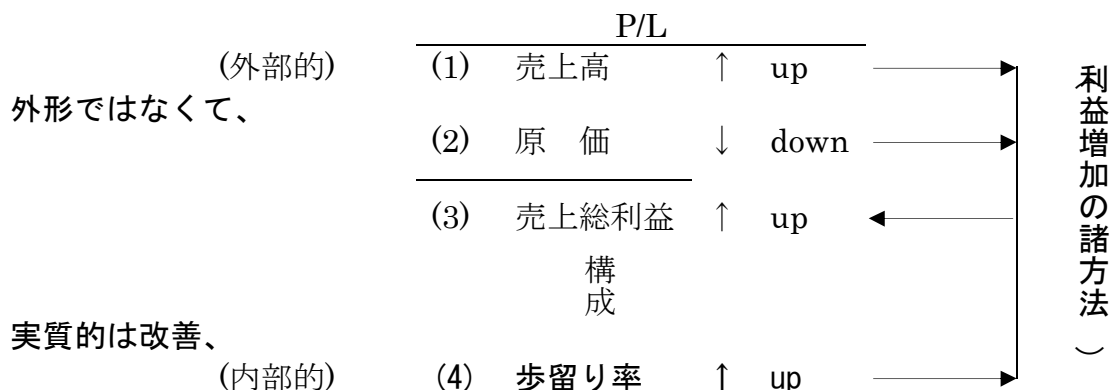 P/L
(外部的) (1) 売上高 ↑ up
外形ではなくて、
(2) 原 価 ↓ down
(3) 売上総利益 ↑ up
構成
実質的は改善、
(内部的) (4) 歩留り率 ↑ up
利益増加の諸方法 )